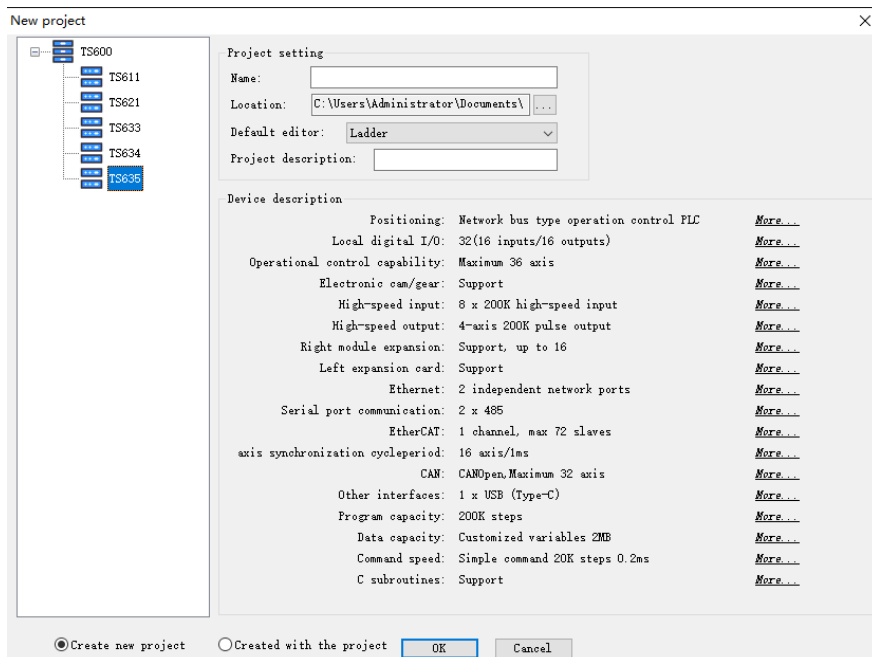 New project
TS600
TS611
TS621
TS633
TS634
TS635
Project setting
Name:
Location: C:\Users\Administrator\Documents\ ...
Default editor: Ladder
Project description:
Device description
Positioning: Network bus type operation control PLC More...
Local digital I/O: 32(16 inputs/16 outputs) More...
Operational control capability: Maximum 36 axis More...
Electronic cam/gear: Support More...
High-speed input: 8 x 200K high-speed input More...
High-speed output: 4-axis 200K pulse output More...
Right module expansion: Support, up to 16 More...
Left expansion card: Support More...
Ethernet: 2 independent network ports More...
Serial port communication: 2 x 485 More...
EtherCAT: 1 channel, max 72 slaves More...
axis synchronization cycleperiod: 16 axis/1ms More...
CAN: CANOpen,Maximum 32 axis More...
Other interfaces: 1 x USB (Type-C) More...
Program capacity: 200K steps More...
Data capacity: Customized variables 2MB More...
Command speed: Simple command 20K steps 0.2ms More...
C subroutines: Support More...
Create new project Created with the project OK Cancel